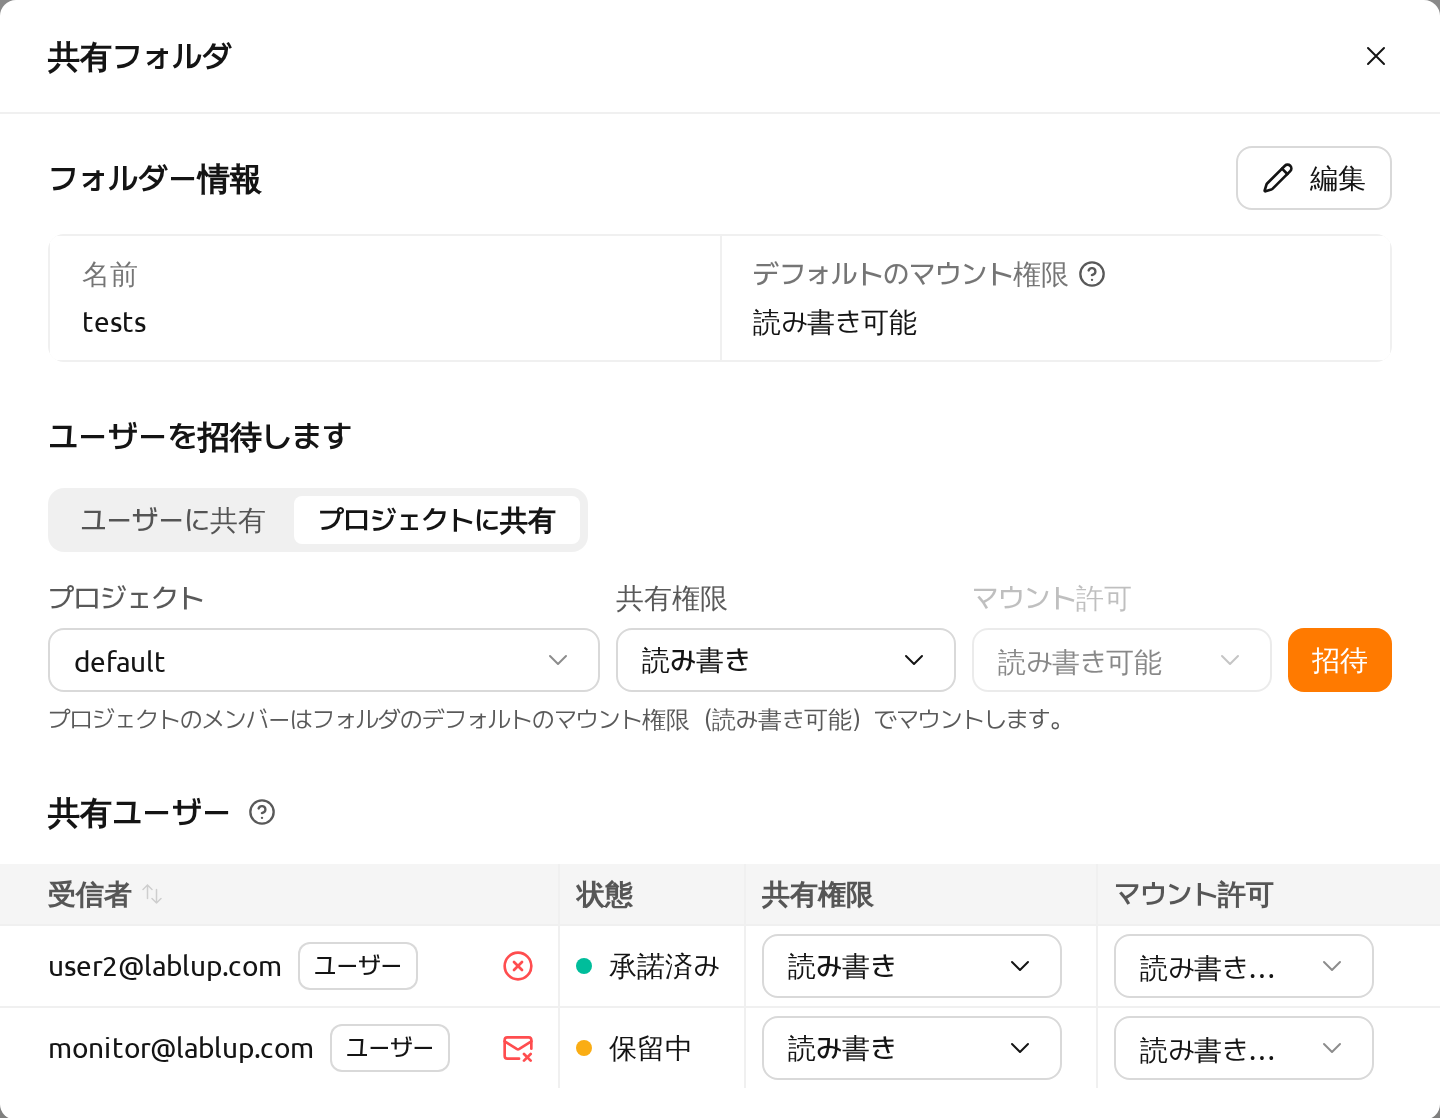 共有フォルダ
フォルダー情報
編集
名前
デフォルトのマウント権限
tests
読み書き可能
ユーザーを招待します
ユーザーに共有 プロジェクトに共有
プロジェクト 共有権限 マウント許可
default 読み書き 読み書き可能 招待
プロジェクトのメンバーはフォルダのデフォルトのマウント権限（読み書き可能）でマウントします。
共有ユーザー
受信者 状態 共有権限 マウント許可
user2@lablup.com ユーザー 承諾済み 読み書き 読み書き...
monitor@lablup.com ユーザー 保留中 読み書き 読み書き...